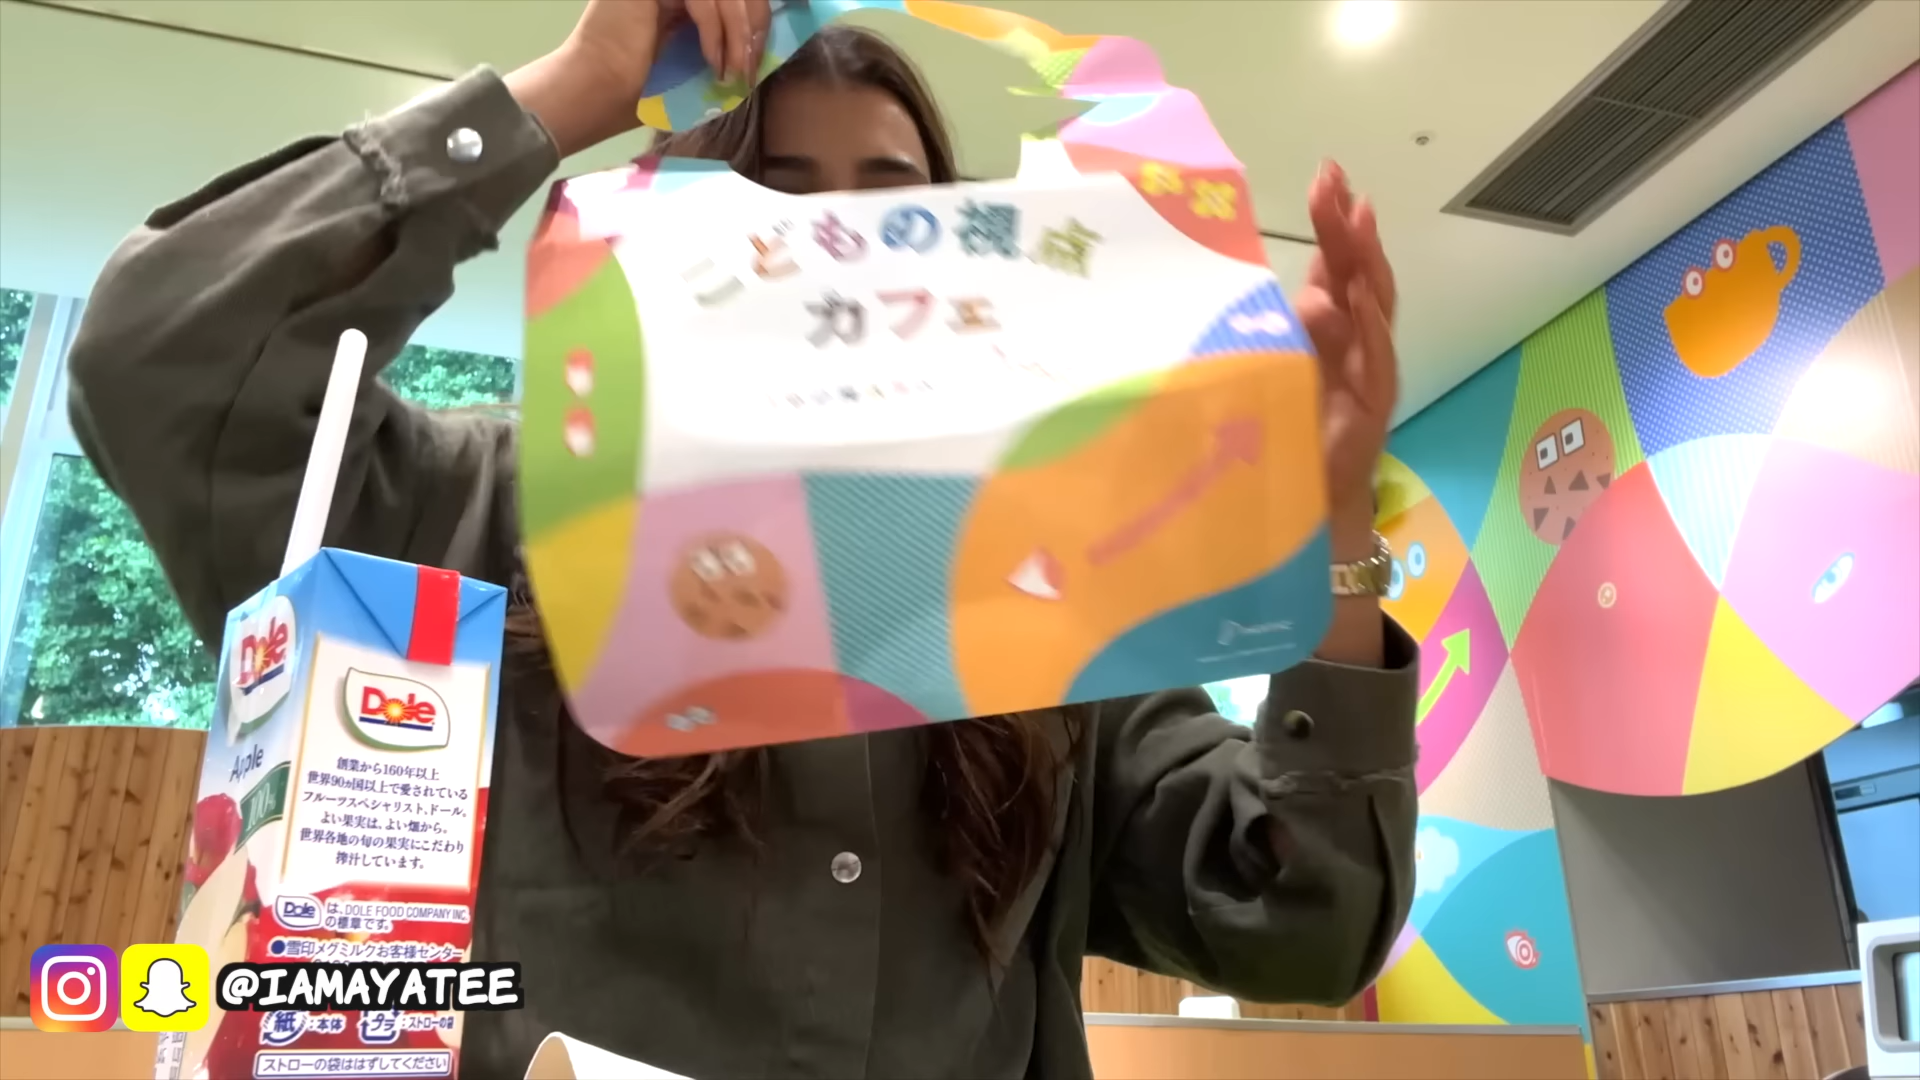 こどもの視点
カフェ
Dole
Apple
100%
Dole
創業から160年以上
世界90ヵ国以上で愛されている
フルーツスペシャリスト、ドール。
よい果実は、よい畑から。
世界各地の旬の果実にこだわり
搾汁しています。
Dole は、DOLE FOOD COMPANY INC.
の標章です。
●雪印メグミルクお客様センター
@IAMAYATEE
紙:本体 プラ:ストローの袋
ストローの袋ははずしてください